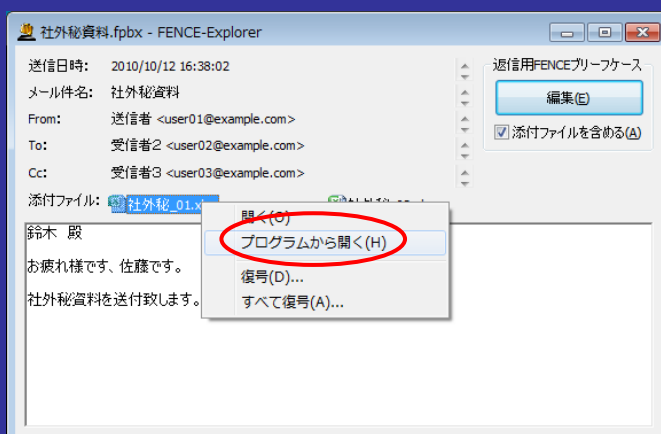 社外秘資料.fpbx - FENCE-Explorer
送信日時: 2010/10/12 16:38:02
メール件名: 社外秘資料
From: 送信者 <user01@example.com>
To: 受信者2 <user02@example.com>
Cc: 受信者3 <user03@example.com>
添付ファイル: 社外秘_01.x
返信用FENCEブリーフケース
編集(E)
添付ファイルを含める(A)
開く(O)
プログラムから開く(H)
復号(D)...
すべて復号(A)...
鈴木 殿
お疲れ様です、佐藤です。
社外秘資料を送付致します。